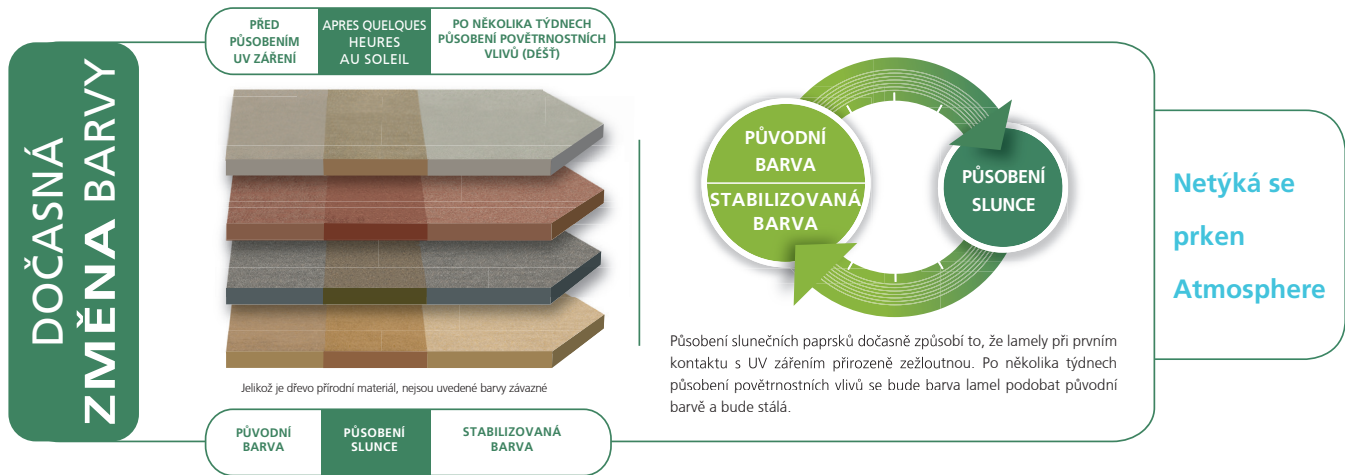 DOČASNÁ
ZMĚNA BARVY
PŘED
PŮSOBENÍM
UV ZÁŘENÍ
APRES QUELQUES
HEURES
AU SOLEIL
PO NĚKOLIKA TÝDNECH
PŮSOBENÍ POVĚTRNOSTNÍCH
VLIVŮ (DÉŠŤ)
Jelikož je dřevo přírodní materiál, nejsou uvedené barvy závazné
PŮVODNÍ
BARVA
PŮSOBENÍ
SLUNCE
STABILIZOVANÁ
BARVA
PŮVODNÍ
BARVA
STABILIZOVANÁ
BARVA
PŮSOBENÍ
SLUNCE
Působení slunečních paprsků dočasně způsobí to, že lamely při prvním
kontaktu s UV zářením přirozeně zežloutnou. Po několika týdnech
působení povětrnostních vlivů se bude barva lamel podobat původní
barvě a bude stálá.
Netýká se
prken
Atmosphere